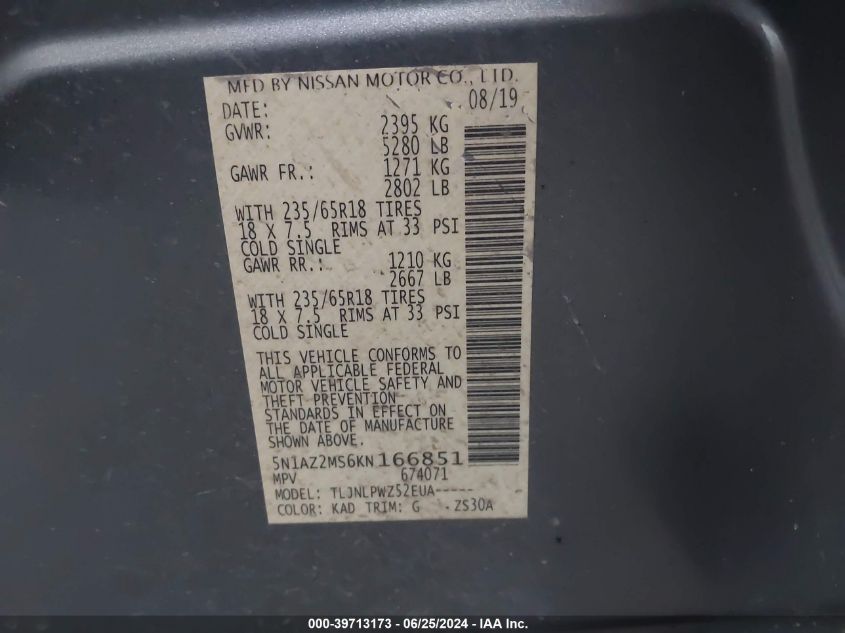 MFD BY NISSAN MOTOR CO., LTD.
DATE: 08/19
GVWR: 2395 KG
5280 LB
GAWR FR.: 1271 KG
2802 LB
WITH 235/65R18 TIRES
18 X 7.5 RIMS AT 33 PSI
COLD SINGLE
GAWR RR.: 1210 KG
2667 LB
WITH 235/65R18 TIRES
18 X 7.5 RIMS AT 33 PSI
COLD SINGLE
THIS VEHICLE CONFORMS TO
ALL APPLICABLE FEDERAL
MOTOR VEHICLE SAFETY AND
THEFT PREVENTION
STANDARDS IN EFFECT ON
THE DATE OF MANUFACTURE
SHOWN ABOVE.
5N1AZ2MS6KN166851
MPV 674071
MODEL: TLJNLPWZ52EUA-----
COLOR: KAD TRIM: G - ZS30A
000-39713173 - 06/25/2024 - IAA Inc.